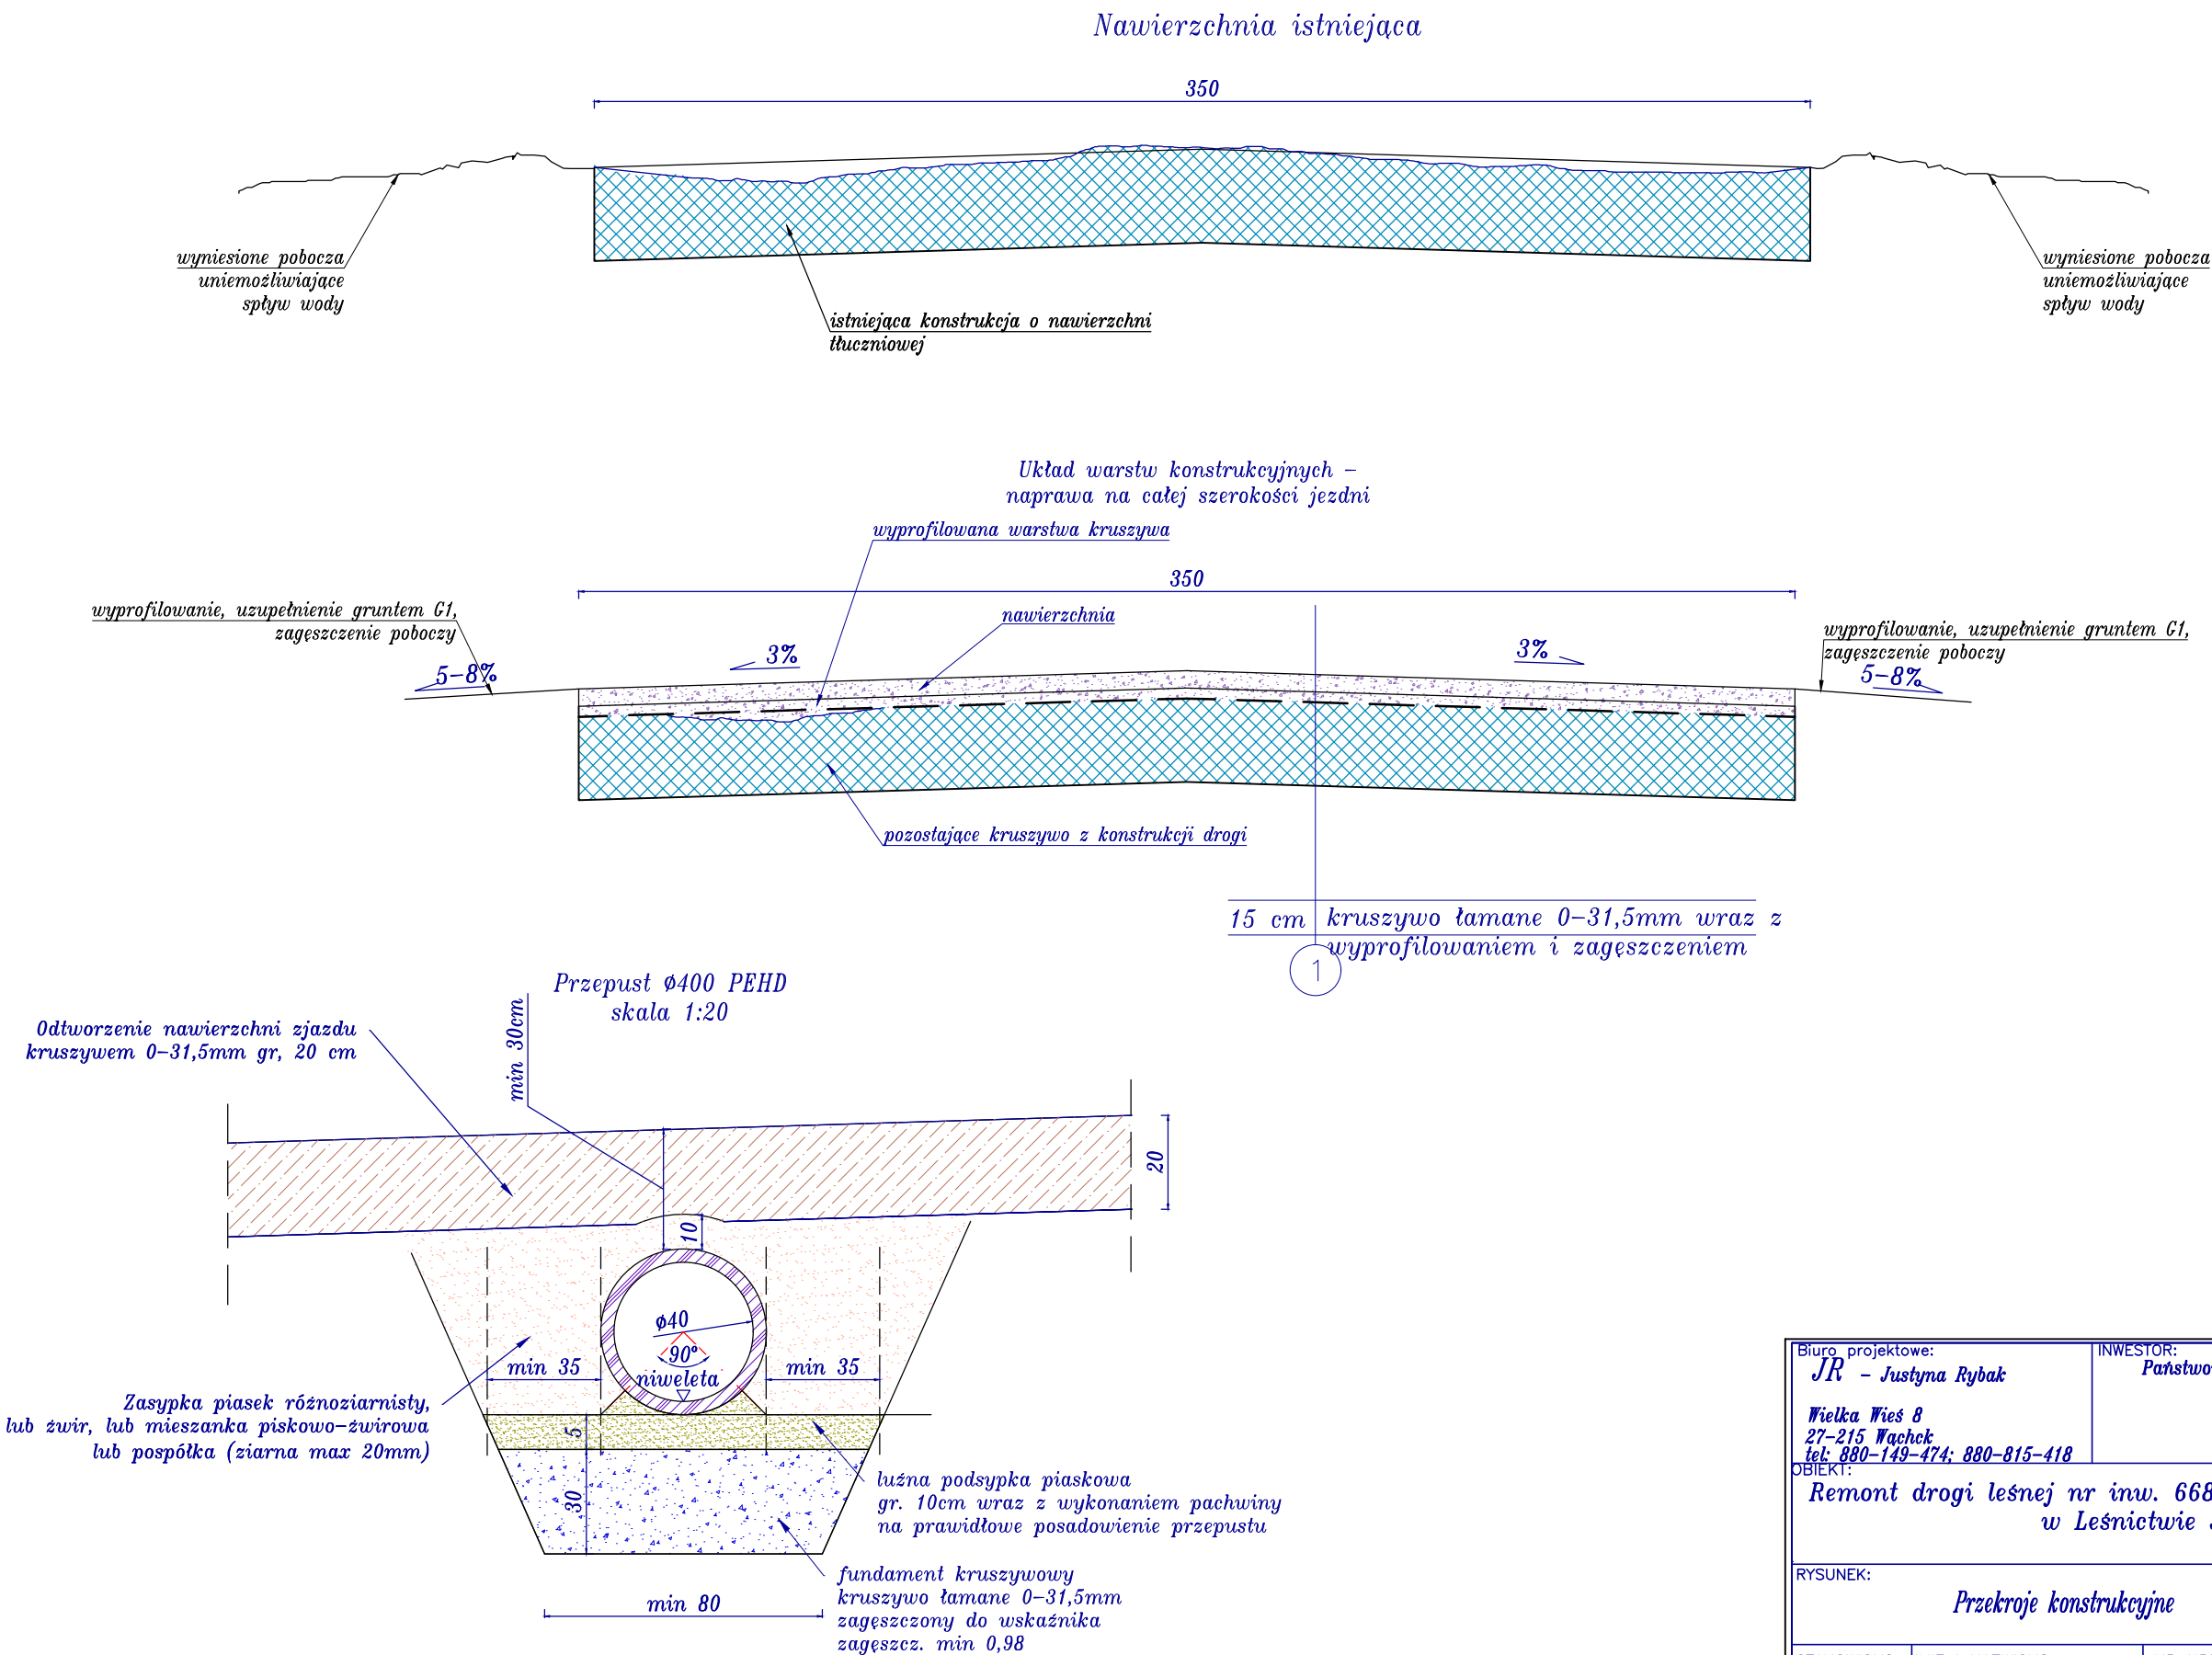 Nawierzchnia istniejąca
350
wyniesione pobocza
uniemożliwiające
spływ wody
wyniesione pobocza
uniemożliwiające
spływ wody
istniejąca konstrukcja o nawierzchni
tłuczniowej
Układ warstw konstrukcyjnych -
naprawa na całej szerokości jezdni
wyprofilowana warstwa kruszywa
350
wyprofilowanie, uzupełnienie gruntem G1,
zagęszczenie poboczy
nawierzchnia
wyprofilowanie, uzupełnienie gruntem G1,
zagęszczenie poboczy
5-8%
3%
3%
5-8%
pozostające kruszywo z konstrukcji drogi
15 cm kruszywo łamane 0-31,5mm wraz z
wyprofilowaniem i zagęszczeniem
1
Przepust ø400 PEHD
skala 1:20
Odtworzenie nawierzchni zjazdu
kruszywem 0-31,5mm gr, 20 cm
min 30cm
20
10
ø40
90°
niweleta
min 35
min 35
Zasypka piasek różnoziarnisty,
lub żwir, lub mieszanka piskowo-żwirowa
lub pospółka (ziarna max 20mm)
5
30
luźna podsypka piaskowa
gr. 10cm wraz z wykonaniem pachwiny
na prawidłowe posadowienie przepustu
fundament kruszywowy
kruszywo łamane 0-31,5mm
zagęszczony do wskaźnika
zagęszcz. min 0,98
min 80
Biuro projektowe:
JR - Justyna Rybak
Wielka Wieś 8
27-215 Wąchck
tel: 880-149-474; 880-815-418
INWESTOR:
Państwo
OBIEKT:
Remont drogi leśnej nr inw. 668
w Leśnictwie
RYSUNEK:
Przekroje konstrukcyjne